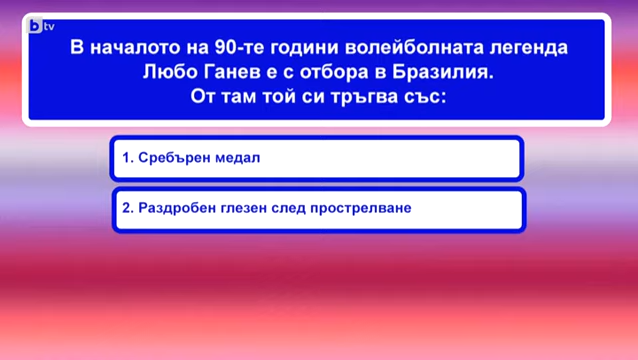 btv
В началото на 90-те години волейболната легенда
Любо Ганев е с отбора в Бразилия.
От там той си тръгва със:
1. Сребърен медал
2. Раздробен глезен след прострелване